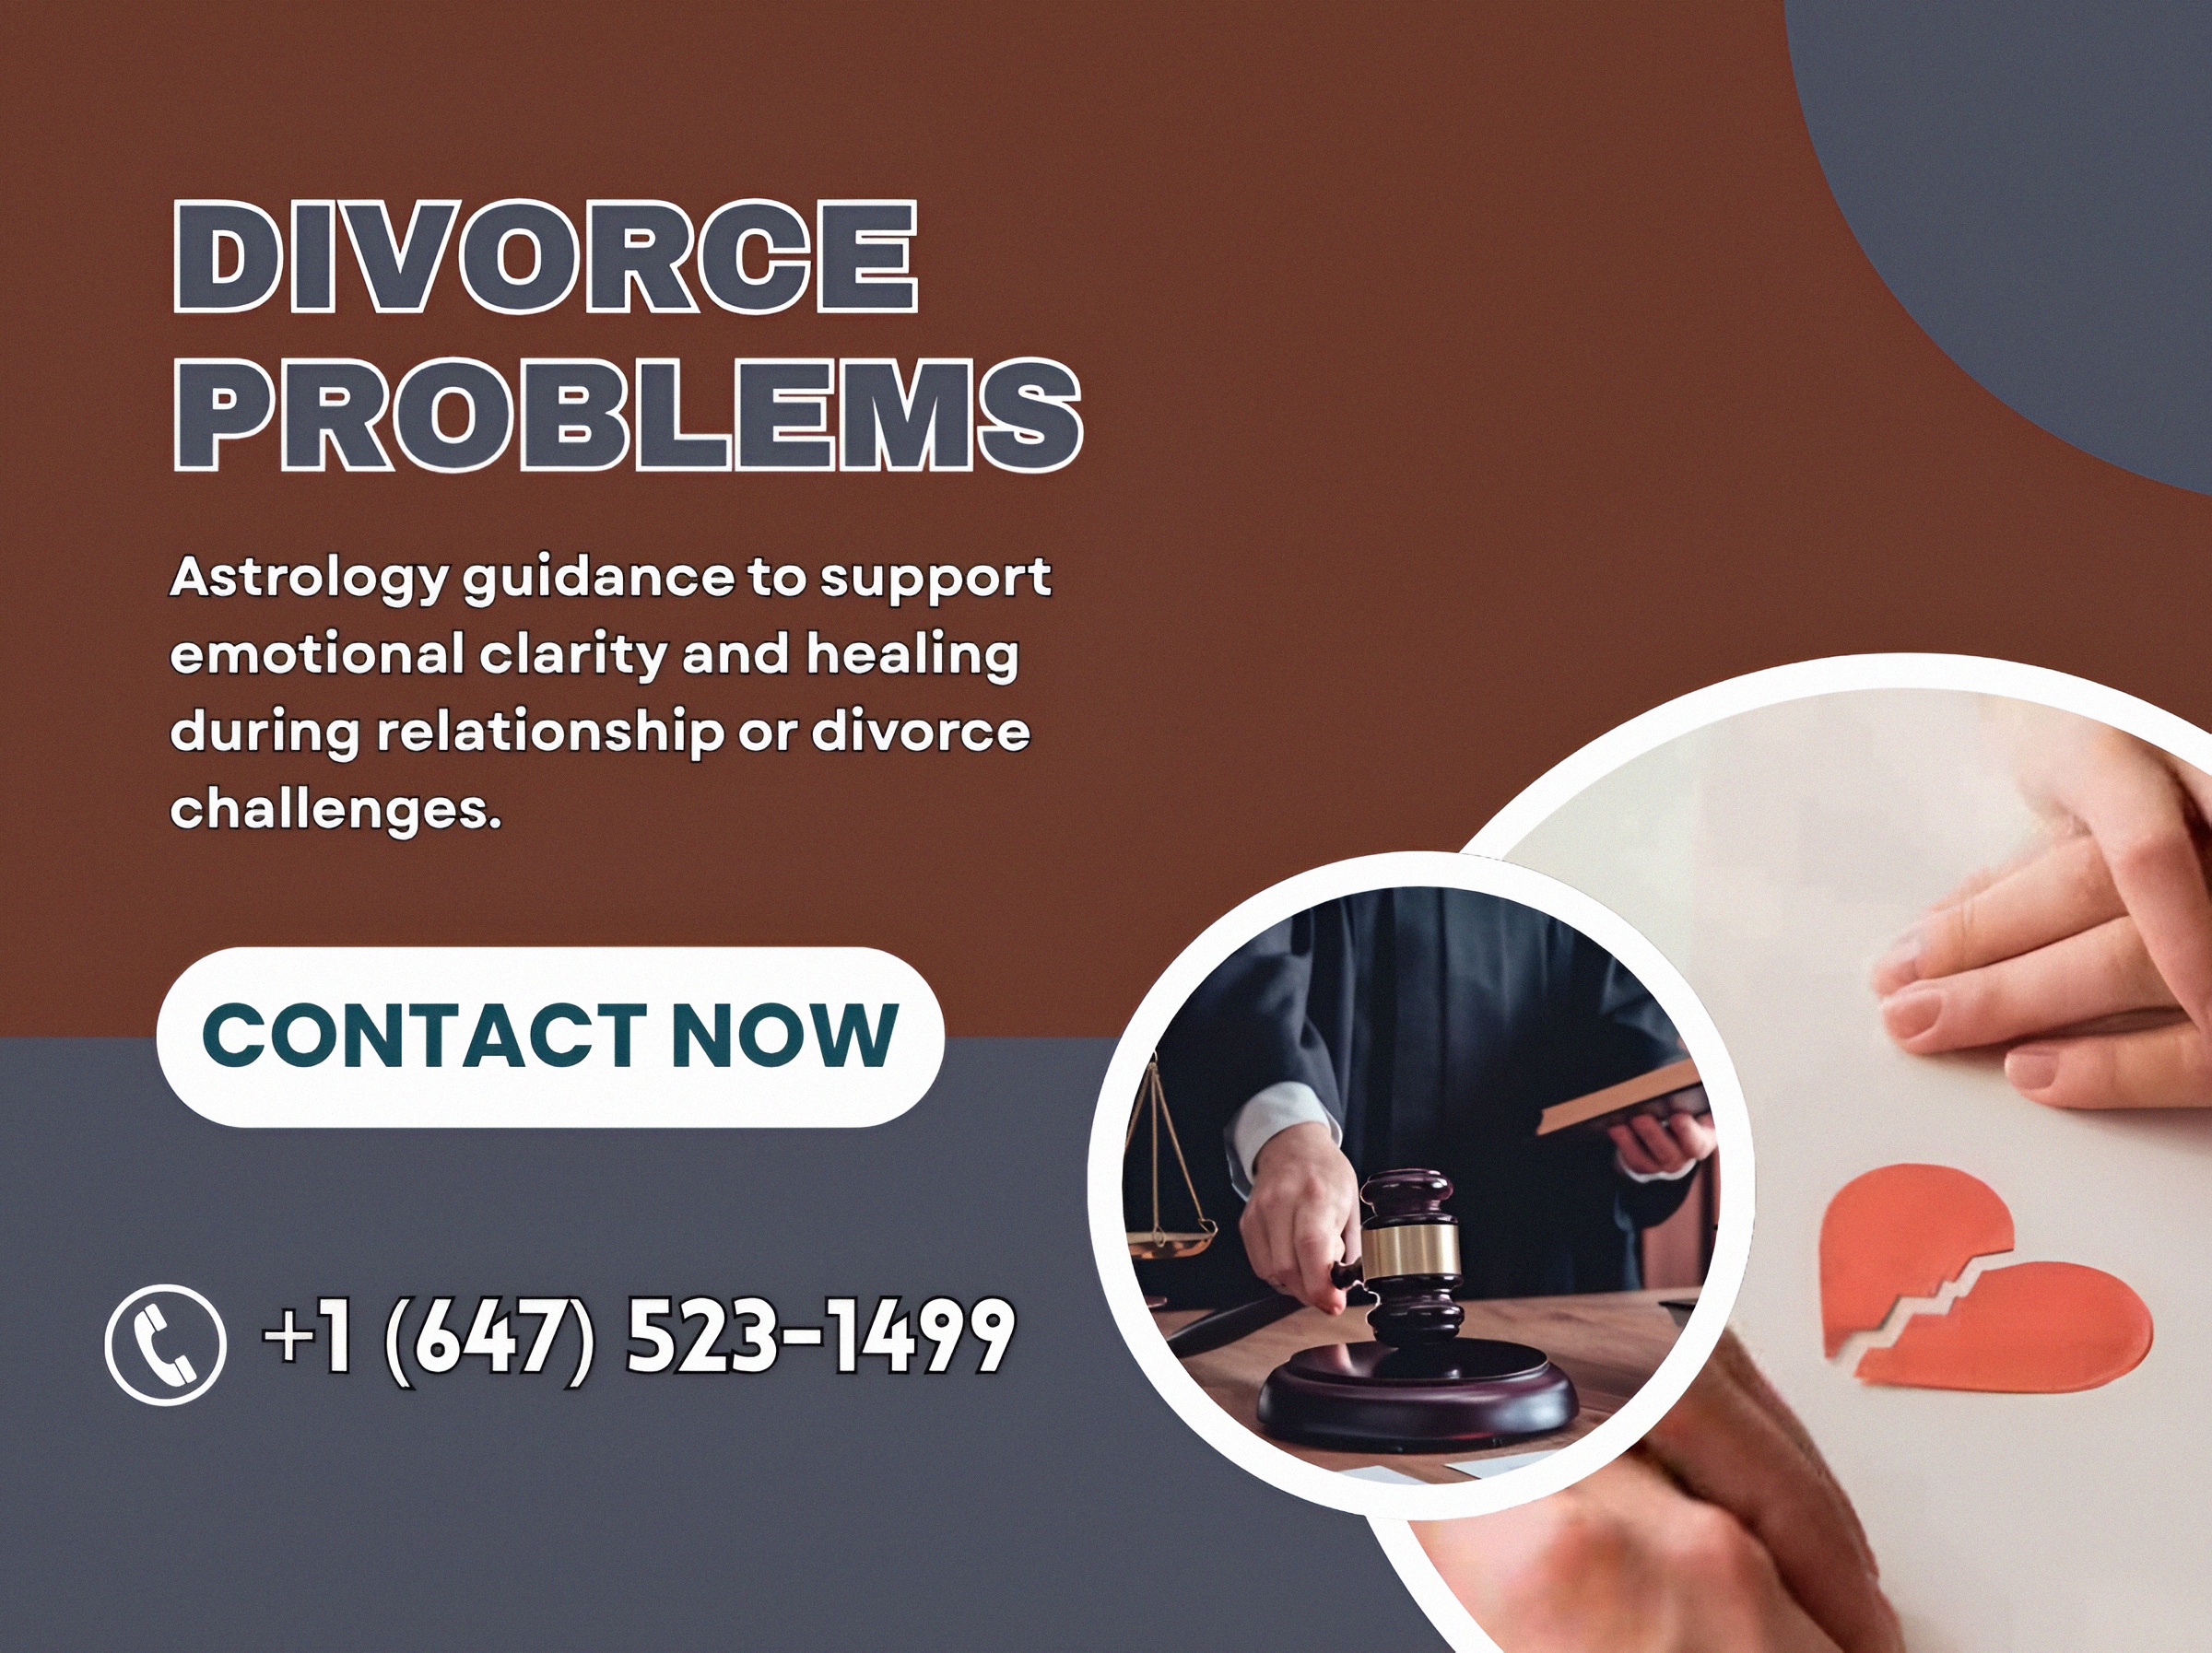 DIVORCE
PROBLEMS
Astrology guidance to support
emotional clarity and healing
during relationship or divorce
challenges.
CONTACT NOW
+1 (647) 523-1499